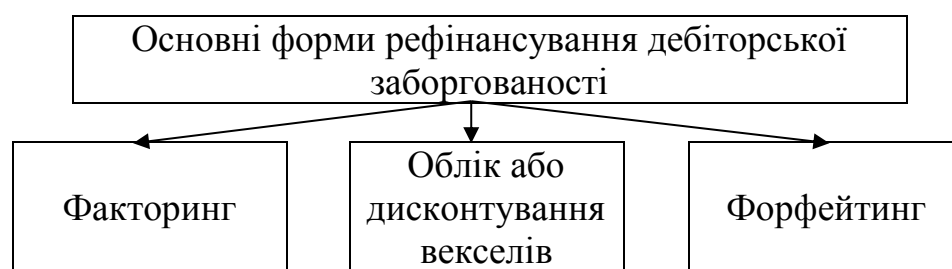 Основні форми рефінансування дебіторської
заборгованості
Факторинг
Облік або
дисконтування
векселів
Форфейтинг